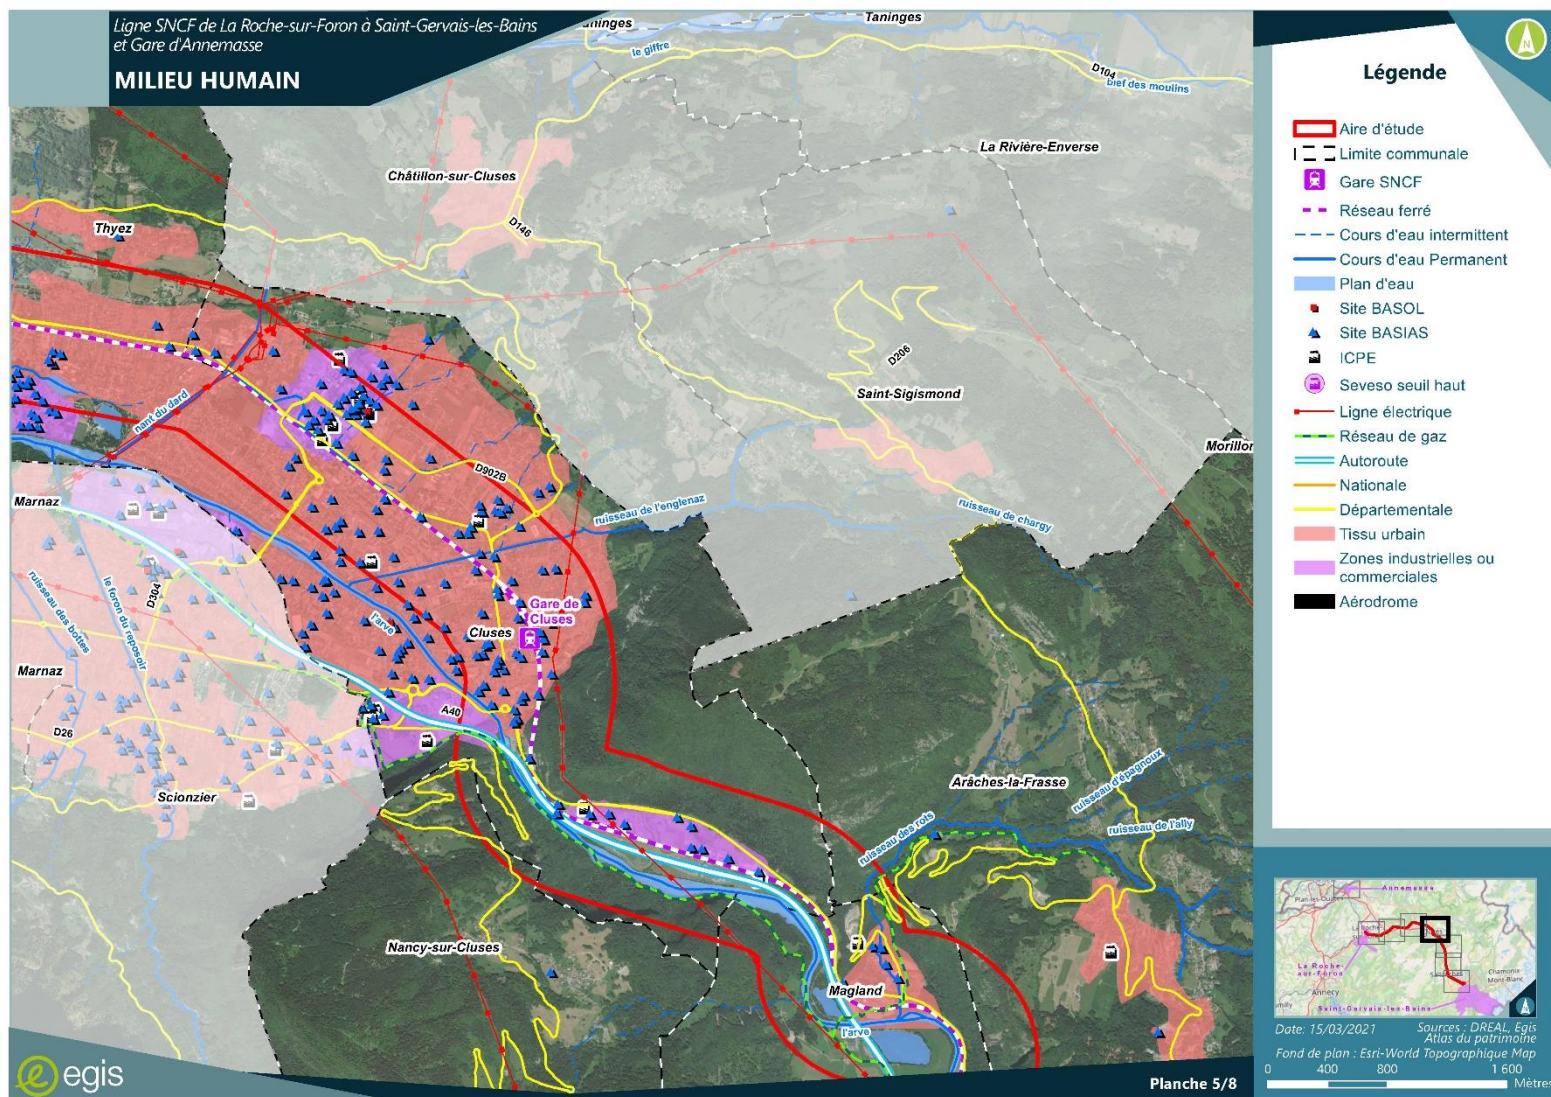 Ligne SNCF de La Roche-sur-Foron à Saint-Gervais-les-Bains
et Gare d'Annemasse
MILIEU HUMAIN
Taninges
le giffre
D104
bief des moulins
La Rivière-Enverse
Châtillon-sur-Cluses
D146
Thyez
D206
Saint-Sigismond
Morillon
nant du dard
D902B
Marnaz
ruisseau de l'englenaz
ruisseau de chargy
ruisseau des bottes
le foron du reposoir
D304
l'arve
Gare de
Cluses
Cluses
Marnaz
A40
D26
Scionzier
Arâches-la-Frasse
ruisseau d'épagnoux
ruisseau des rois
ruisseau de l'ally
Nancy-sur-Cluses
Magland
l'arve
egis
Planche 5/8
N
Légende
Aire d'étude
Limite communale
Gare SNCF
Réseau ferré
Cours d'eau intermittent
Cours d'eau Permanent
Plan d'eau
Site BASOL
Site BASIAS
ICPE
Seveso seuil haut
Ligne électrique
Réseau de gaz
Autoroute
Nationale
Départementale
Tissu urbain
Zones industrielles ou
commerciales
Aérodrome
Annemasse
La Roche
sur-Foron
Annecy
Chamonix
Mont-Blanc
Saint-Gervais-les-Bains
Date: 15/03/2021
Sources : DREAL, Egis
Atlas du patrimoine
Fond de plan : Esri-World Topographique Map
0 400 800 1 600
Mètres